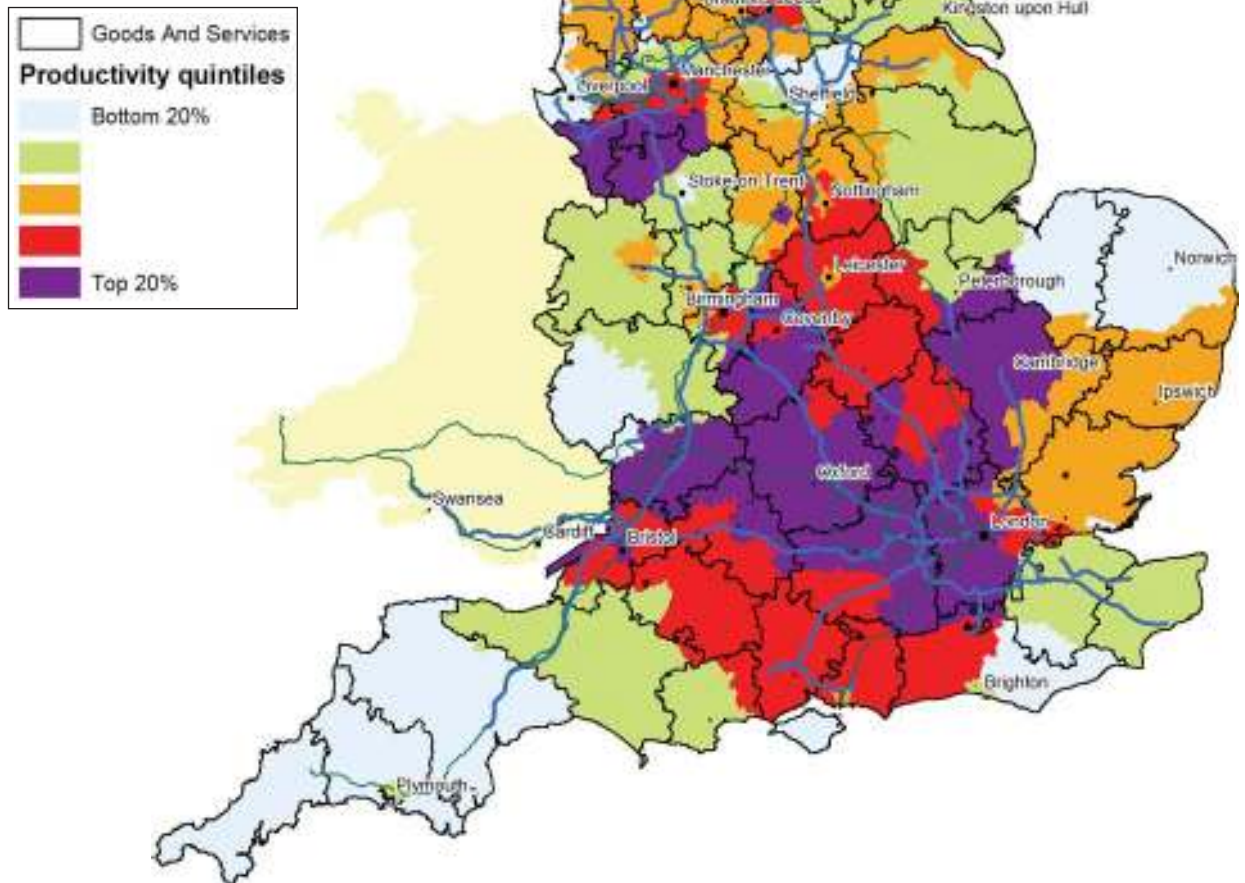 Goods And Services
Productivity quintiles
Bottom 20%
Top 20%
Kingston upon Hull
Manchester
Liverpool
Sheffield
Stoke-on-Trent
Nottingham
Norwich
Leicester
Peterborough
Birmingham
Coventry
Cambridge
Ipswich
Oxford
Swansea
London
Cardiff
Bristol
Brighton
Plymouth